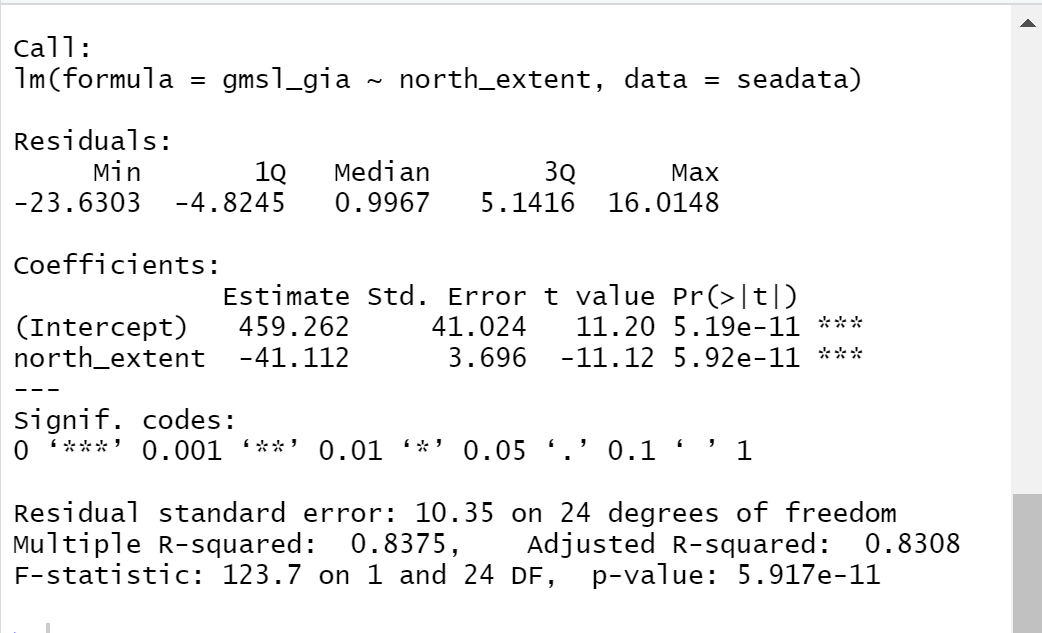 Call:
lm(formula = gmsl_gia ~ north_extent, data = seadata)
Residuals:
     Min       1Q   Median       3Q      Max
-23.6303  -4.8245   0.9967   5.1416  16.0148
Coefficients:
             Estimate Std. Error t value Pr(>|t|)
(Intercept)   459.262     41.024   11.20 5.19e-11 ***
north_extent  -41.112      3.696  -11.12 5.92e-11 ***
---
Signif. codes:
0 ‘***’ 0.001 ‘**’ 0.01 ‘*’ 0.05 ‘.’ 0.1 ‘ ’ 1
Residual standard error: 10.35 on 24 degrees of freedom
Multiple R-squared:  0.8375,    Adjusted R-squared:  0.8308
F-statistic: 123.7 on 1 and 24 DF,  p-value: 5.917e-11